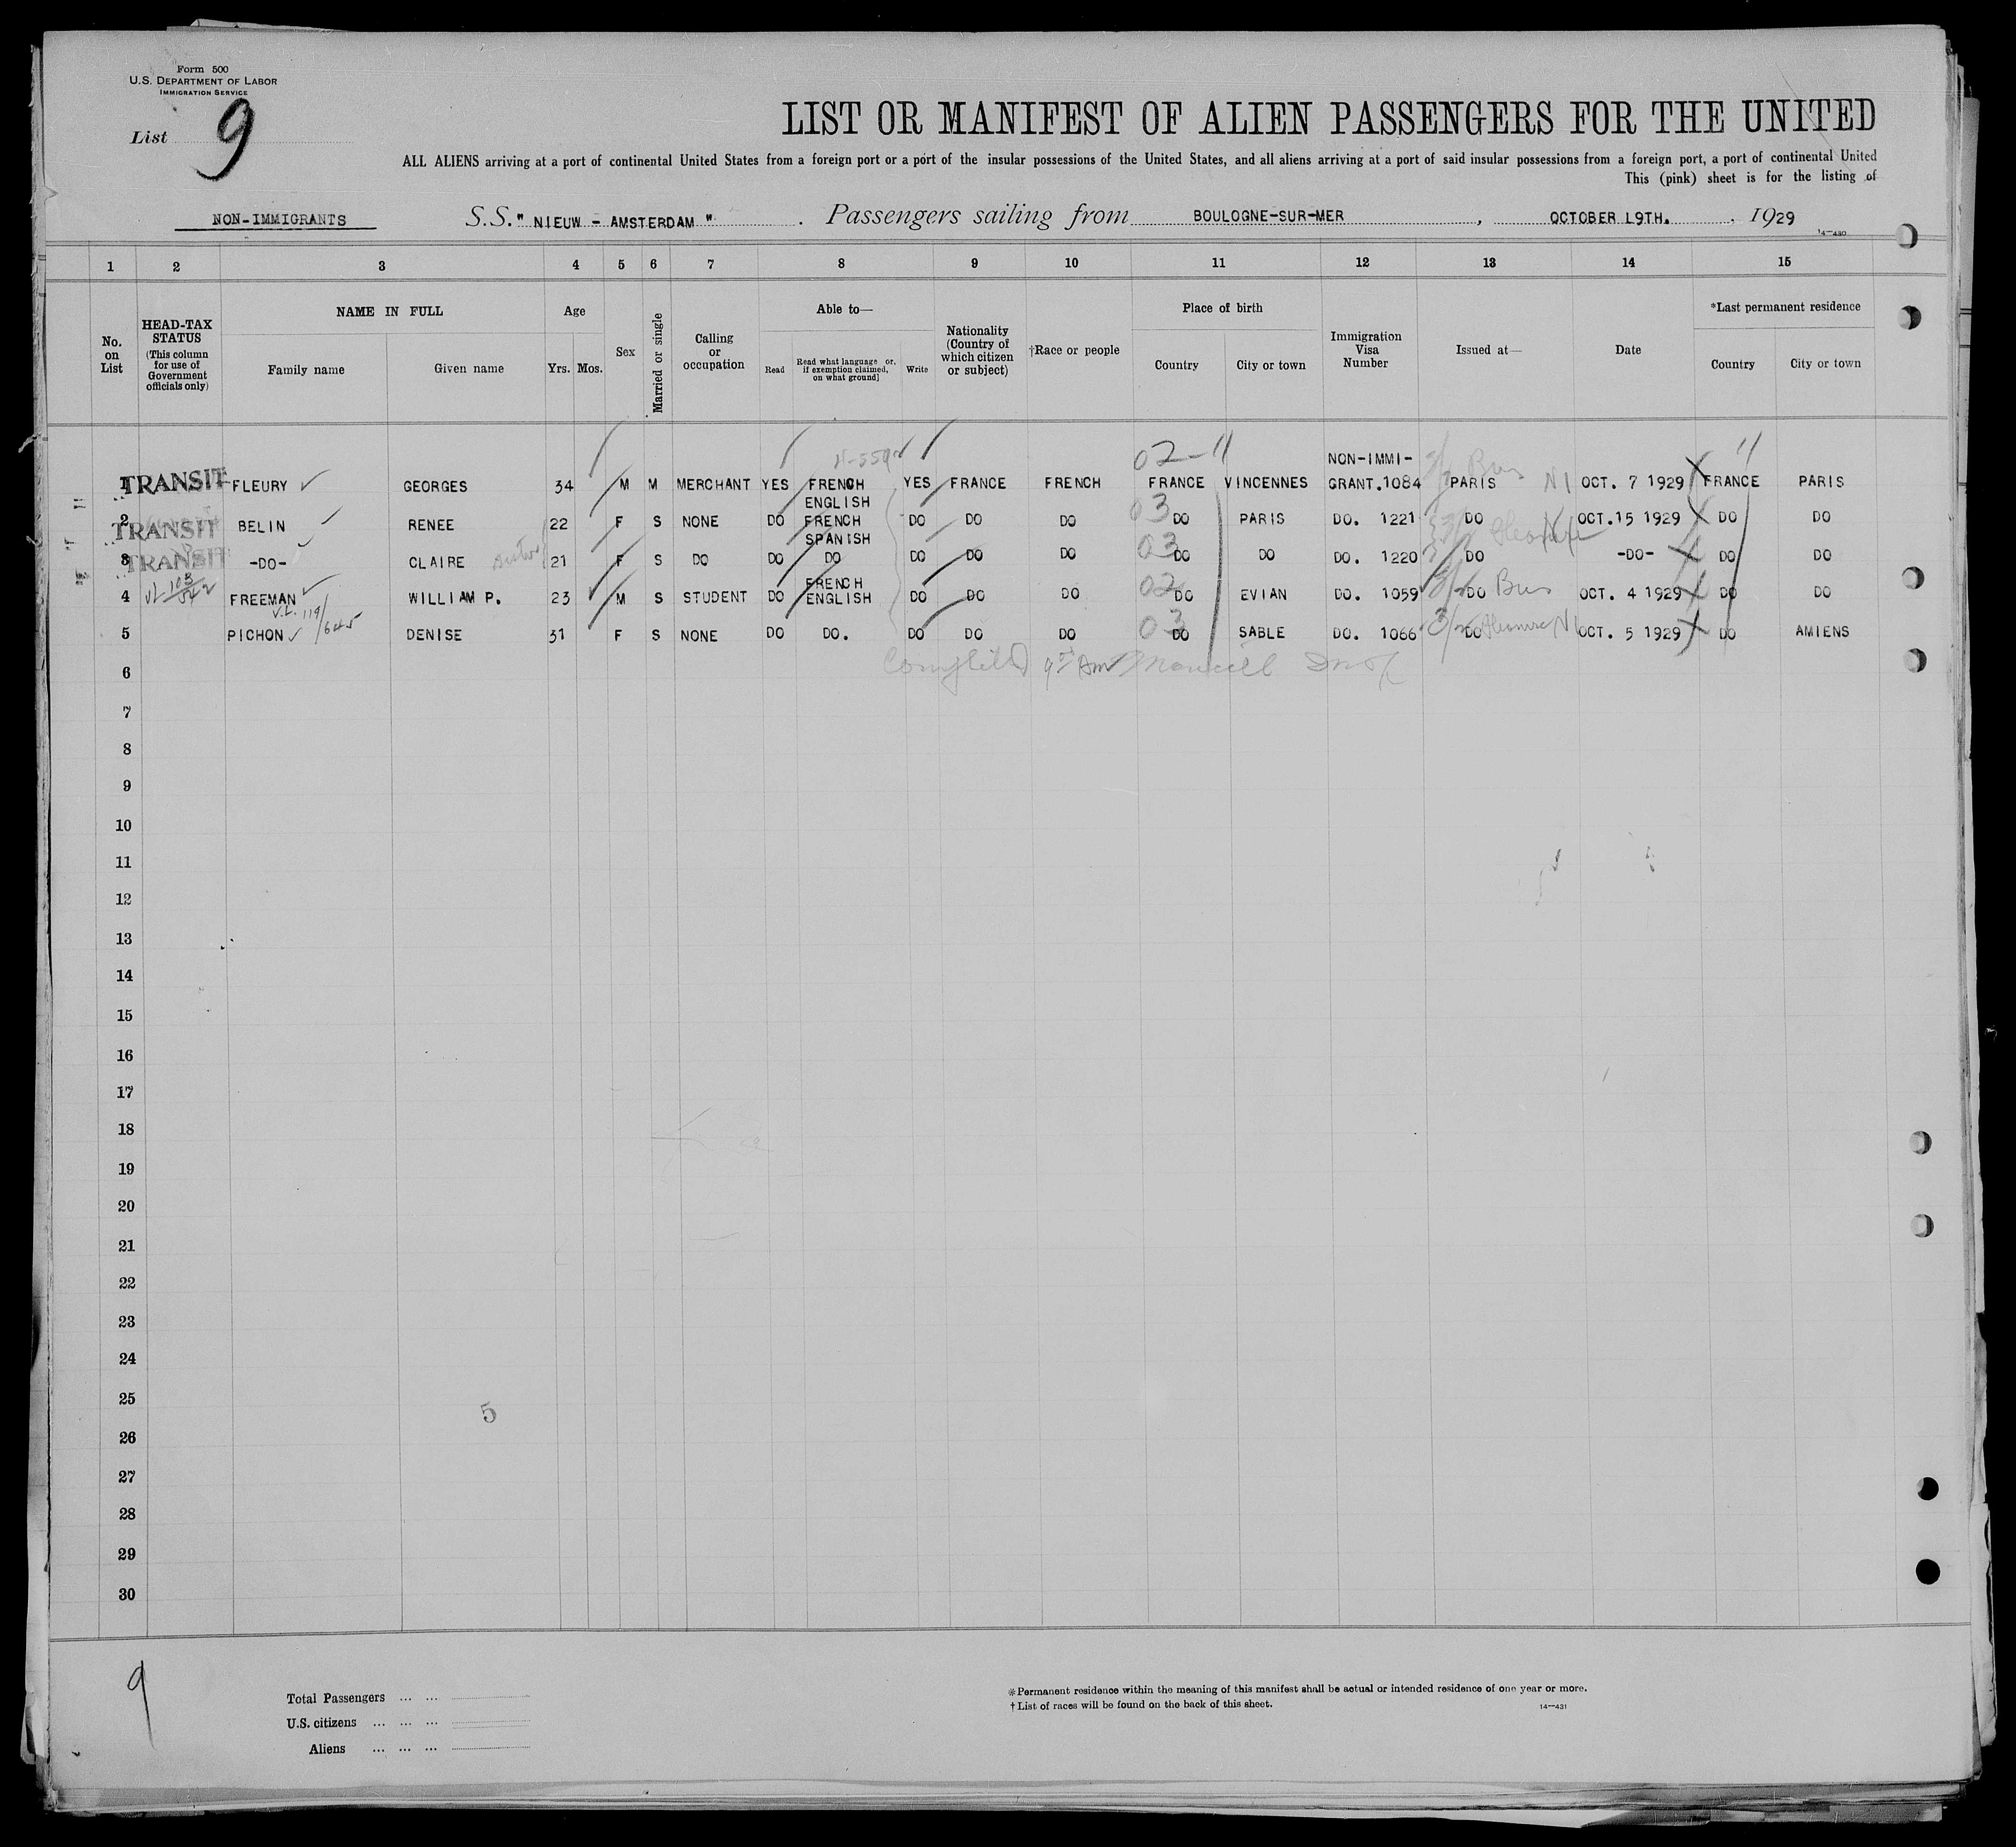 Form 500
U.S. DEPARTMENT OF LABOR
IMMIGRATION SERVICE
List 9
LIST OR MANIFEST OF ALIEN PASSENGERS FOR THE UNITED
ALL ALIENS arriving at a port of continental United States from a foreign port or a port of the insular possessions of the United States, and all aliens arriving at a port of said insular possessions from a foreign port, a port of continental United
This (pink) sheet is for the listing of
NON-IMMIGRANTS S.S. " NIEUW - AMSTERDAM " . Passengers sailing from BOULOGNE-SUR-MER , OCTOBER 19TH. . 1929
14-430
1 2 3 4 5 6 7 8 9 10 11 12 13 14 15
No. on List HEAD-TAX STATUS (This column for use of Government officials only) NAME IN FULL Family name Given name Age Yrs. Mos. Sex Married or single Calling or occupation Able to— Read Read what language [or, if exemption claimed, on what ground] Write Nationality (Country of which citizen or subject) †Race or people Place of birth Country City or town Immigration Visa Number Issued at— Date *Last permanent residence Country City or town
02-11 NON-IMMI- 11
1 TRANSIT FLEURY GEORGES 34 M M MERCHANT YES FRENCH YES FRANCE FRENCH FRANCE VINCENNES GRANT.1084 PARIS N1 OCT. 7 1929 FRANCE PARIS
ENGLISH
2 TRANSIT BELIN RENEE 22 F S NONE DO FRENCH DO DO DO 03 DO PARIS DO. 1221 DO OCT.15 1929 DO DO
SPANISH
3 TRANSIT -DO- CLAIRE 21 F S DO DO DO DO DO DO 03 DO DO DO. 1220 DO -DO- DO DO
FRENCH
4 FREEMAN WILLIAM P. 23 M S STUDENT DO ENGLISH DO DO DO 02 DO EVIAN DO. 1059 DO OCT. 4 1929 DO DO
V.L. 119/645
5 PICHON DENISE 31 F S NONE DO DO. DO DO DO 03 DO SABLE DO. 1066 DO N1 OCT. 5 1929 DO AMIENS
6
7
8
9
10
11
12
13
14
15
16
17
18
19
20
21
22
23
24
25
5
26
27
28
29
30
9
Total Passengers ... ...
U.S. citizens ... ... ...
Aliens ... ... ...
*Permanent residence within the meaning of this manifest shall be actual or intended residence of one year or more.
†List of races will be found on the back of this sheet. 14-431